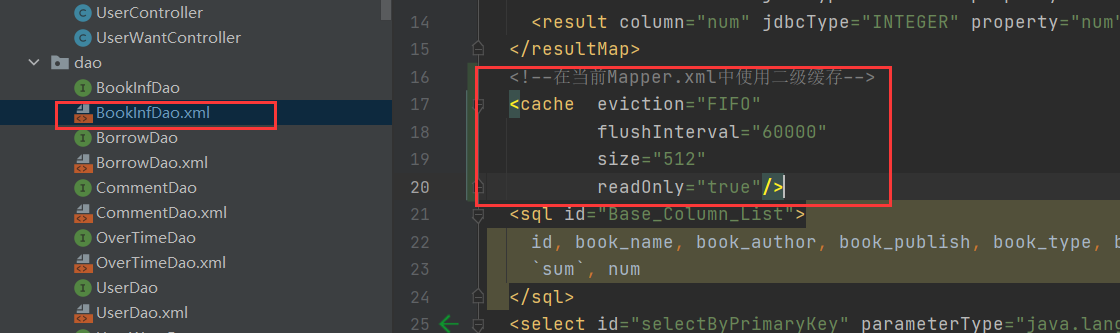 UserController
UserWantController
dao
BookInfDao
BookInfDao.xml
BorrowDao
BorrowDao.xml
CommentDao
CommentDao.xml
OverTimeDao
OverTimeDao.xml
UserDao
UserDao.xml
14 <result column="num" jdbcType="INTEGER" property="num"
15 </resultMap>
16 <!--在当前Mapper.xml中使用二级缓存-->
17 <cache eviction="FIFO"
18 flushInterval="60000"
19 size="512"
20 readOnly="true"/>
21 <sql id="Base_Column_List">
22 id, book_name, book_author, book_publish, book_type, b
23 `sum`, num
24 </sql>
25 <select id="selectByPrimaryKey" parameterType="java.lan